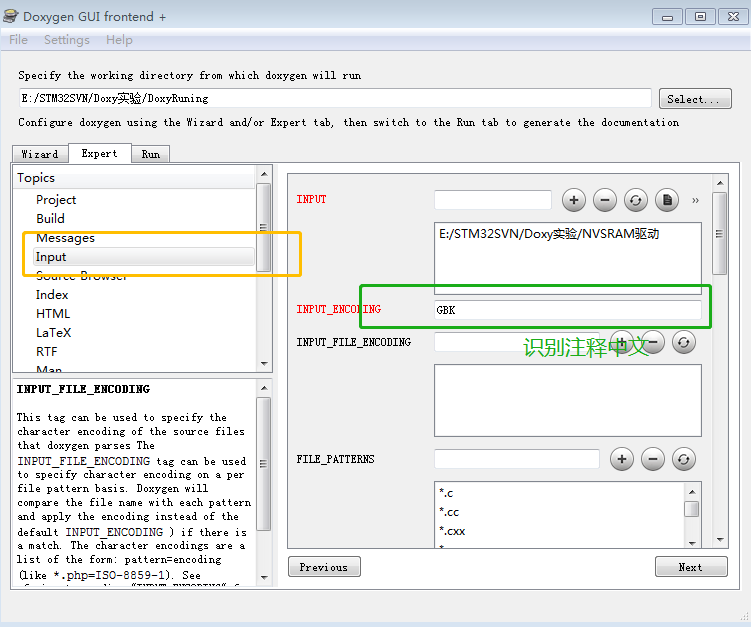 Doxygen GUI frontend +
File Settings Help
Specify the working directory from which doxygen will run
E:/STM32SVN/Doxy实验/DoxyRuning
Select...
Configure doxygen using the Wizard and/or Expert tab, then switch to the Run tab to generate the documentation
Wizard Expert Run
Topics
Project
Build
Messages
Input
Source Browser
Index
HTML
LaTeX
RTF
Man
INPUT_FILE_ENCODING
This tag can be used to specify the
character encoding of the source files
that doxygen parses The
INPUT_FILE_ENCODING tag can be used
to specify character encoding on a per
file pattern basis. Doxygen will
compare the file name with each pattern
and apply the encoding instead of the
default INPUT_ENCODING ) if there is
a match. The character encodings are a
list of the form: pattern=encoding
(like *.php=ISO-8859-1). See
INPUT
»
E:/STM32SVN/Doxy实验/NVSRAM驱动
INPUT_ENCODING
GBK
INPUT_FILE_ENCODING
识别注释中文
FILE_PATTERNS
*.c
*.cc
*.cxx
Previous
Next